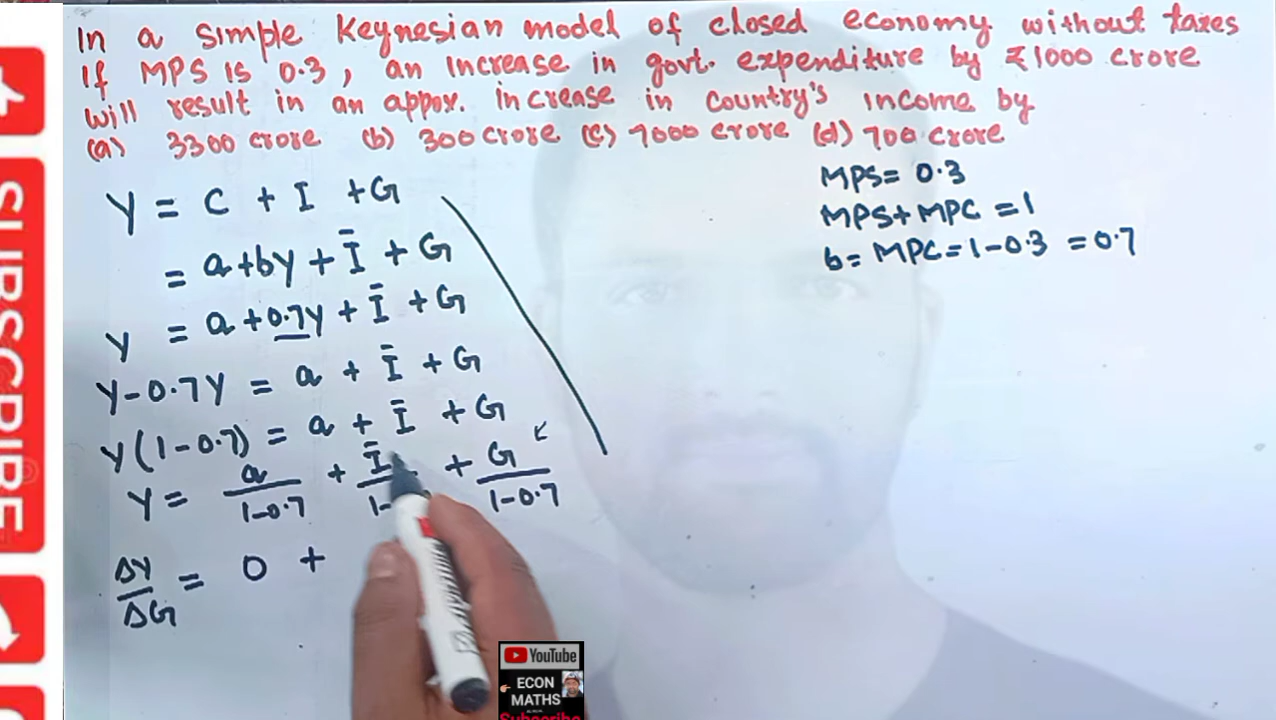 In a simple Keynesian model of closed economy without taxes
If MPS is 0.3, an increase in govt. expenditure by ₹1000 crore
will result in an appox. increase in country's income by
(a) 3300 crore (b) 300 crore (c) 7000 crore (d) 700 crore
MPS = 0.3
MPS + MPC = 1
b = MPC = 1-0.3 = 0.7
Y = C + I + G
= a+by + Ī + G
Y = a + 0.7y + Ī + G
Y-0.7Y = a + Ī + G
Y(1-0.7) = a + Ī + G
Y = a/1-0.7 + Ī/1- + G/1-0.7
ΔY/ΔG = 0 +
SUBSCRIBE
YouTube
ECON
MATHS
Subscribe